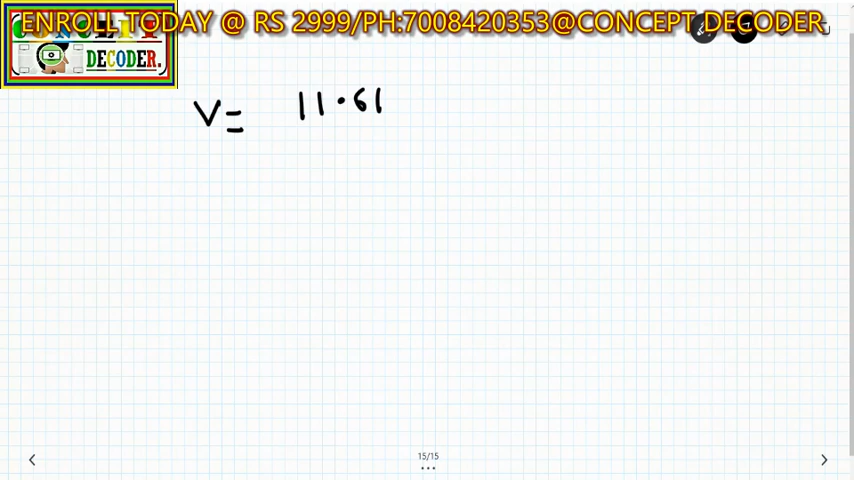 ENROLL TODAY @ RS 2999/PH:7008420353@CONCEPT DECODER.
DECODER.
V= 11.61
15/15